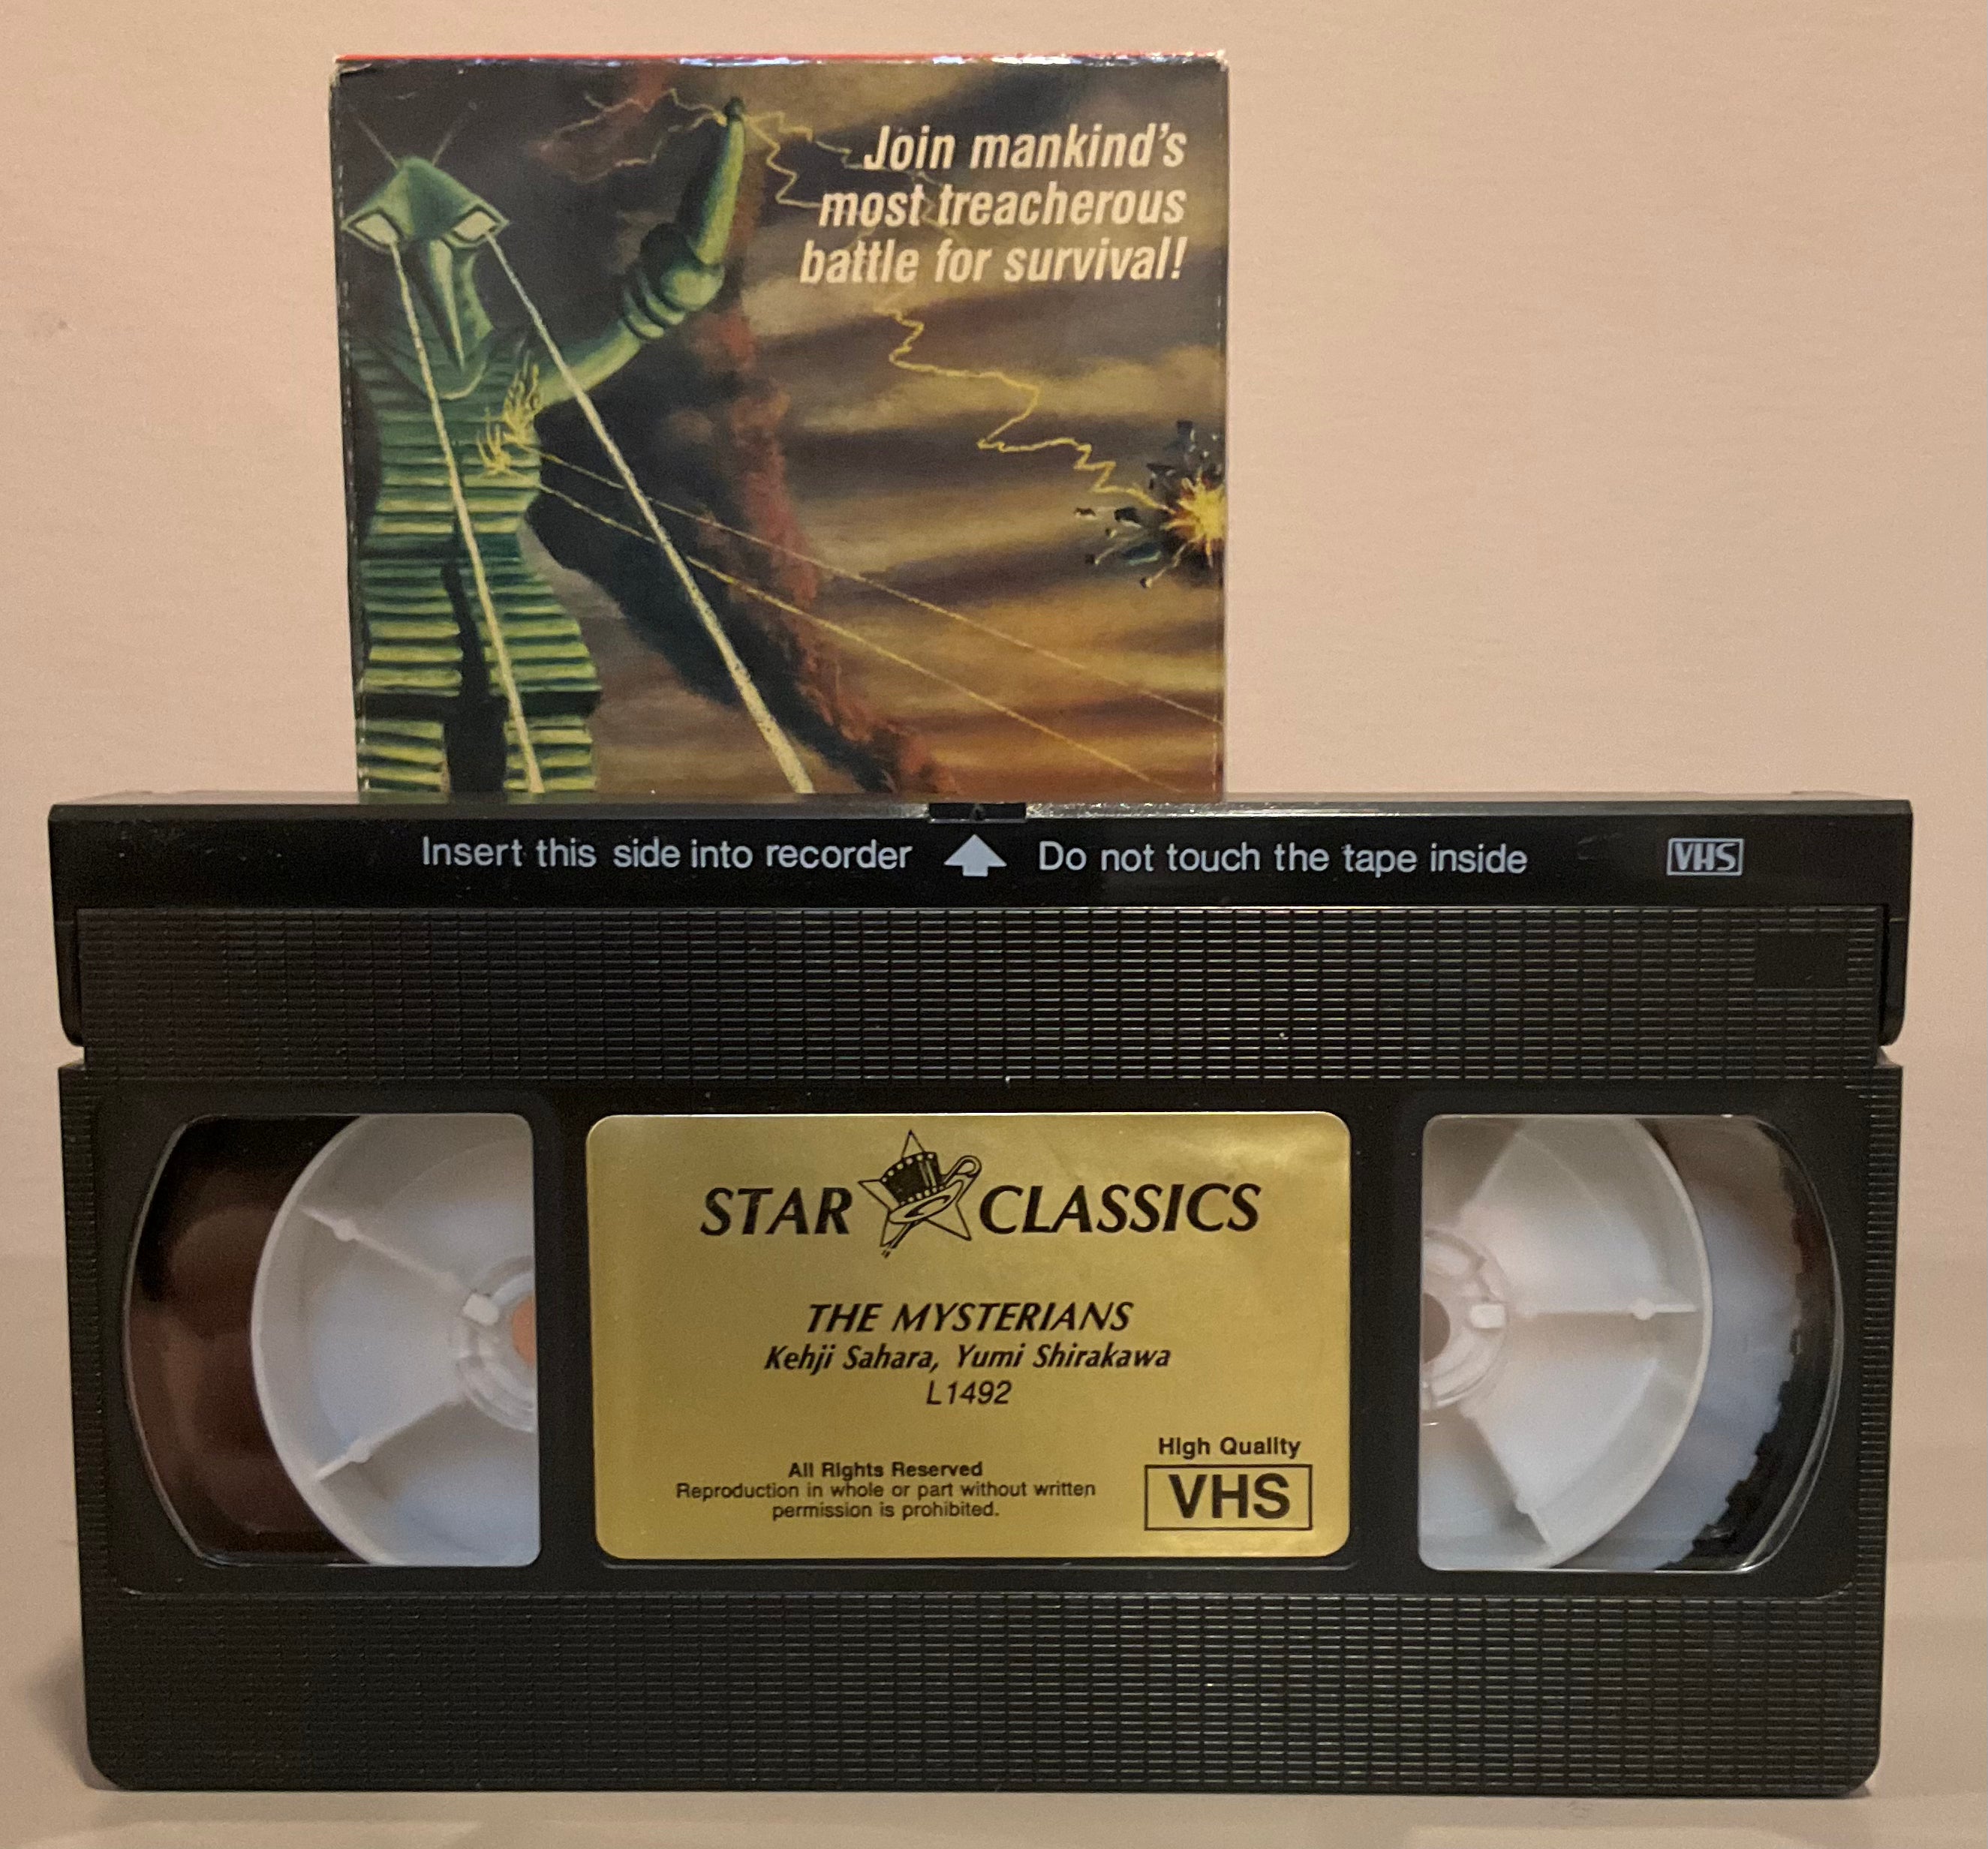 Join mankind's
most treacherous
battle for survival!
Insert this side into recorder Do not touch the tape inside VHS
STAR CLASSICS
THE MYSTERIANS
Kehji Sahara, Yumi Shirakawa
L1492
High Quality
VHS
All Rights Reserved
Reproduction in whole or part without written
permission is prohibited.